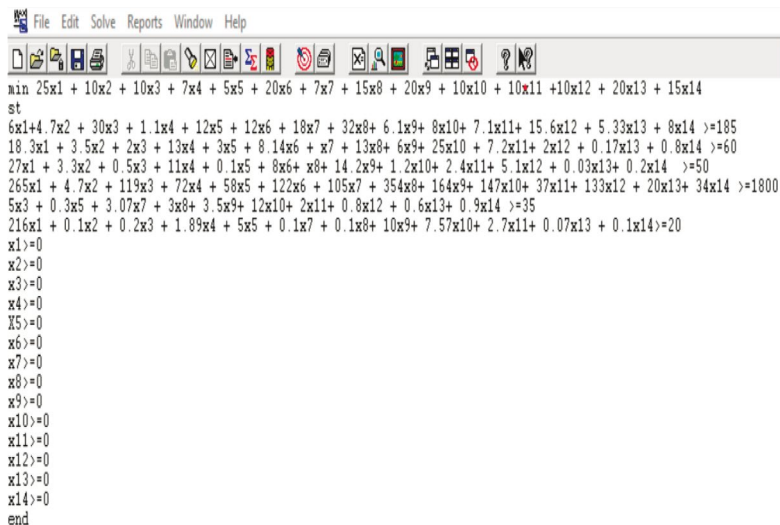 File Edit Solve Reports Window Help
min 25x1 + 10x2 + 10x3 + 7x4 + 5x5 + 20x6 + 7x7 + 15x8 + 20x9 + 10x10 + 10x11 +10x12 + 20x13 + 15x14
st
6x1+4.7x2 + 30x3 + 1.1x4 + 12x5 + 12x6 + 18x7 + 32x8+ 6.1x9+ 8x10+ 7.1x11+ 15.6x12 + 5.33x13 + 8x14 >=185
18.3x1 + 3.5x2 + 2x3 + 13x4 + 3x5 + 8.14x6 + x7 + 13x8+ 6x9+ 25x10 + 7.2x11+ 2x12 + 0.17x13 + 0.8x14 >=60
27x1 + 3.3x2 + 0.5x3 + 11x4 + 0.1x5 + 8x6+ x8+ 14.2x9+ 1.2x10+ 2.4x11+ 5.1x12 + 0.03x13+ 0.2x14 >=50
265x1 + 4.7x2 + 119x3 + 72x4 + 58x5 + 122x6 + 105x7 + 354x8+ 164x9+ 147x10+ 37x11+ 133x12 + 20x13+ 34x14 >=1800
5x3 + 0.3x5 + 3.07x7 + 3x8+ 3.5x9+ 12x10+ 2x11+ 0.8x12 + 0.6x13+ 0.9x14 >=35
216x1 + 0.1x2 + 0.2x3 + 1.89x4 + 5x5 + 0.1x7 + 0.1x8+ 10x9+ 7.57x10+ 2.7x11+ 0.07x13 + 0.1x14>=20
x1>=0
x2>=0
x3>=0
x4>=0
X5>=0
x6>=0
x7>=0
x8>=0
x9>=0
x10>=0
x11>=0
x12>=0
x13>=0
x14>=0
end